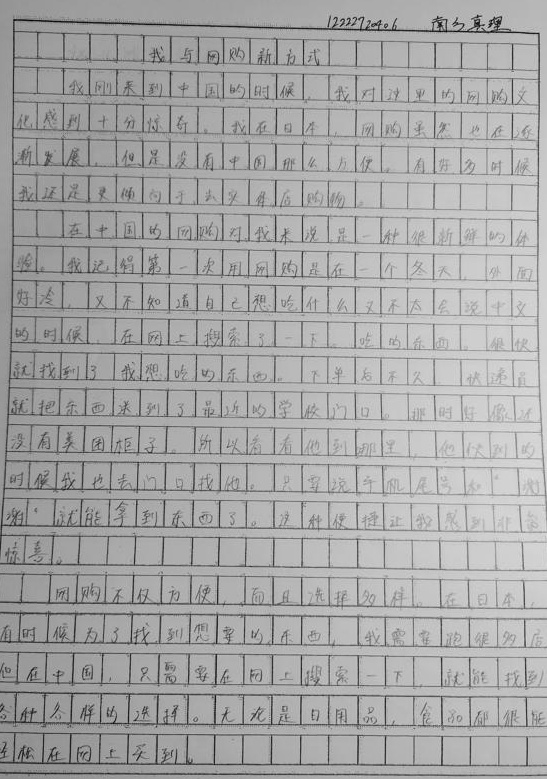 1222720406 南乡真理
我与网购新方式
我刚来到中国的时候，我对这里的网购文
化感到十分惊奇。我在日本，网购虽然也在逐
渐发展，但是没有中国那么方便。有好多时候
我还是更倾向于去实体店购物。
在中国的网购对我来说是一种很新鲜的体
验。我记得第一次用网购是在一个冬天，外面
好冷，又不知道自己想吃什么又不太会说中文
的时候，在网上搜索了一下，吃的东西。很快
就找到了我想吃的东西。下单后不久，快递员
就把东西送到了最近的学校门口。那时好像还
没有美团柜子。所以看看他到哪里，他快到的
时候我也去门口找他。只要说手机尾号和“谢
谢”就能拿到东西了。这种便捷让我感到非常
惊喜。
网购不仅方便，而且选择多样。在日本，
有时候为了找到想要的东西，我需要跑很多店
但在中国，只需要在网上搜索一下，就能找到
各种各样的选择。无论是日用品，食品都很能
轻松在网上买到。